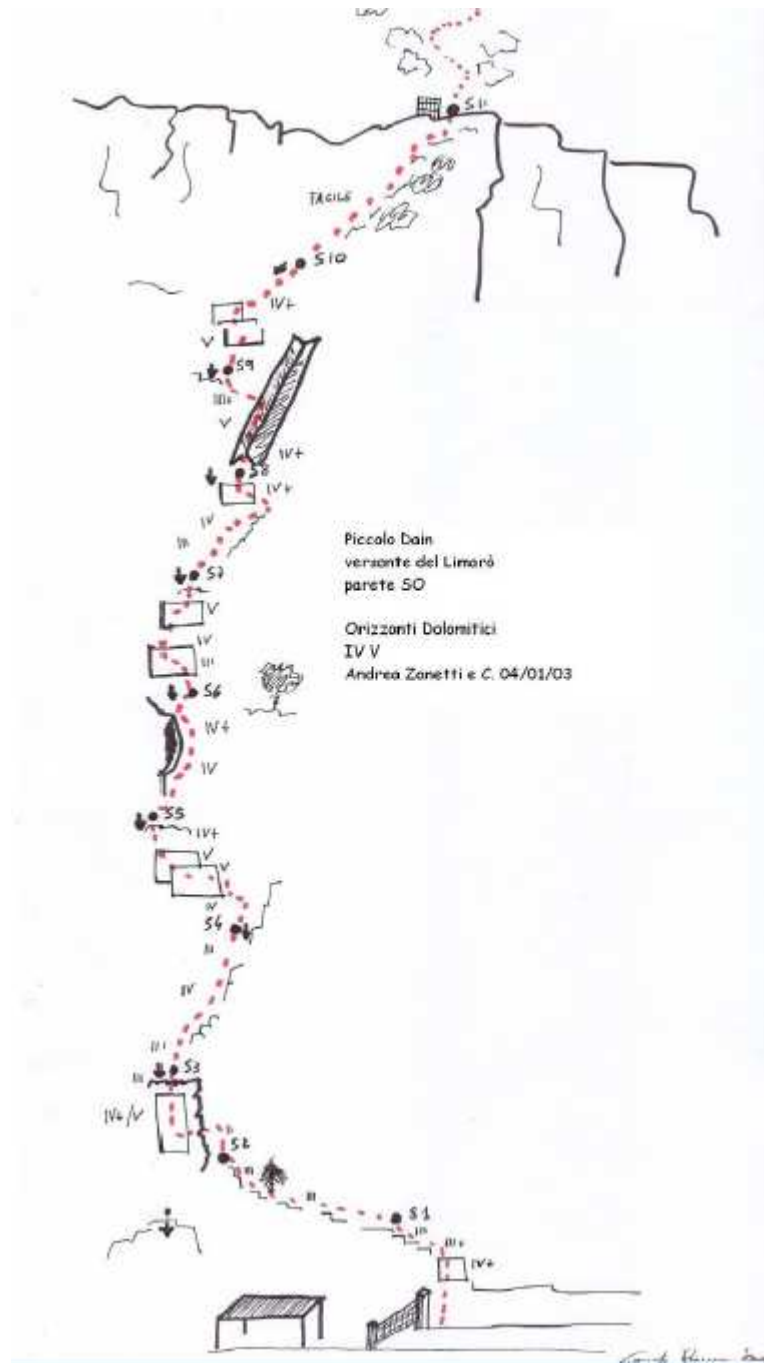 S11
FACILE
S10
IV+
V
S9
III+
V
IV+
S8
IV+
IV
III
S7
V
IV
III
S6
IV+
IV
S5
IV+
V
V
IV
S4
III
IV
III
S3
III
IV+/V
II
S2
III
III
S1
III
III+
IV+
Piccolo Dain
versante del Limarò
parete SO
Orizzonti Dolomitici
IV V
Andrea Zanetti e C. 04/01/03